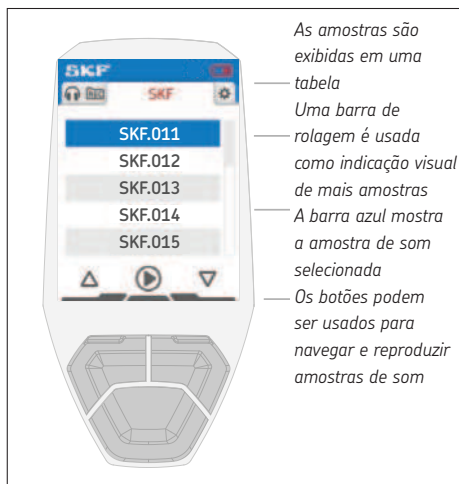 SKF
SKF
SKF.011
SKF.012
SKF.013
SKF.014
SKF.015
As amostras são
exibidas em uma
tabela
Uma barra de
rolagem é usada
como indicação visual
de mais amostras
A barra azul mostra
a amostra de som
selecionada
Os botões podem
ser usados para
navegar e reproduzir
amostras de som